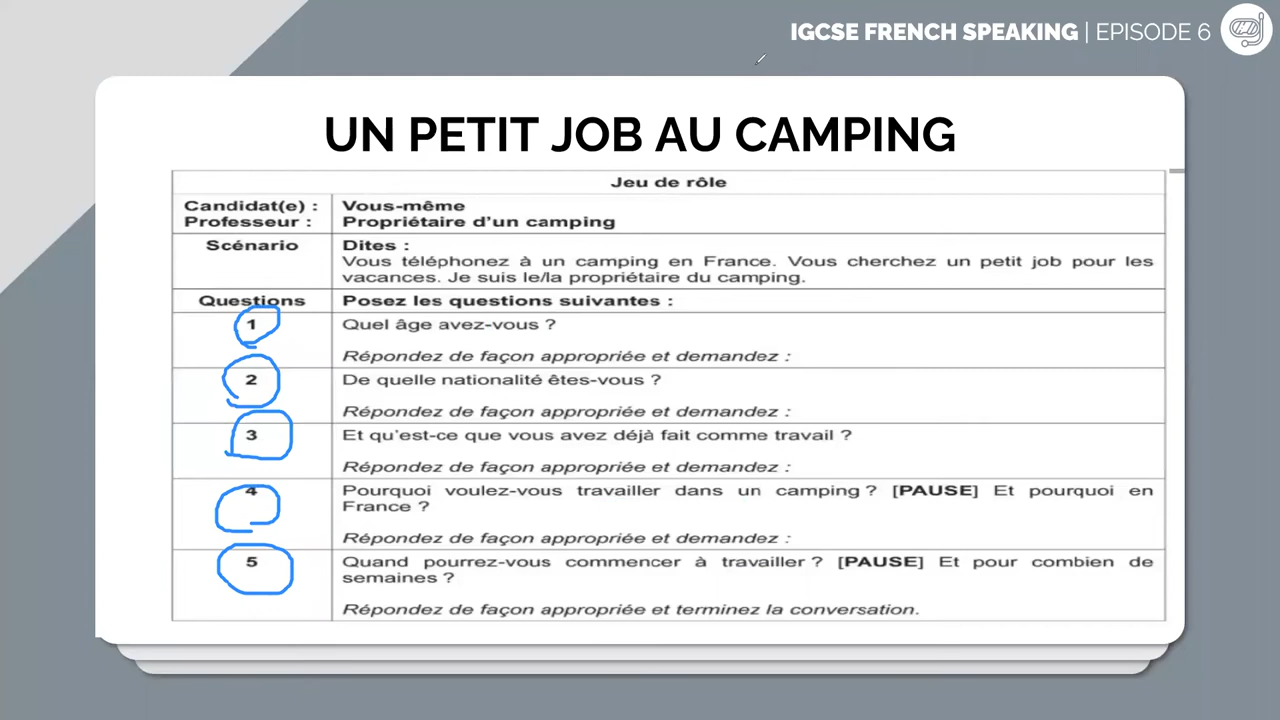 IGCSE FRENCH SPEAKING | EPISODE 6
UN PETIT JOB AU CAMPING
Jeu de rôle
Candidat(e) : Vous-même
Professeur : Propriétaire d'un camping
Scénario Dites :
Vous téléphonez à un camping en France. Vous cherchez un petit job pour les
vacances. Je suis le/la propriétaire du camping.
Questions Posez les questions suivantes :
1 Quel âge avez-vous ?
Répondez de façon appropriée et demandez :
2 De quelle nationalité êtes-vous ?
Répondez de façon appropriée et demandez :
3 Et qu'est-ce que vous avez déjà fait comme travail ?
Répondez de façon appropriée et demandez :
4 Pourquoi voulez-vous travailler dans un camping ? [PAUSE] Et pourquoi en
France ?
Répondez de façon appropriée et demandez :
5 Quand pourrez-vous commencer à travailler ? [PAUSE] Et pour combien de
semaines ?
Répondez de façon appropriée et terminez la conversation.